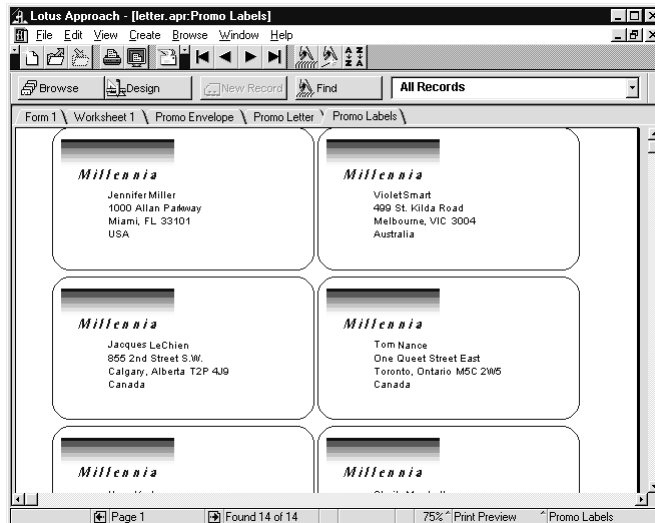 Lotus Approach - [letter.apr:Promo Labels]
File Edit View Create Browse Window Help
Browse Design New Record Find All Records
Form 1 Worksheet 1 Promo Envelope Promo Letter Promo Labels
Millennia
Jennifer Miller
1000 Allan Parkway
Miami, FL 33101
USA
Millennia
Violet Smart
499 St. Kilda Road
Melbourne, VIC 3004
Australia
Millennia
Jacques LeChien
855 2nd Street S.W.
Calgary, Alberta T2P 4J9
Canada
Millennia
Tom Nance
One Queet Street East
Toronto, Ontario M5C 2W5
Canada
Millennia
Millennia
Page 1 Found 14 of 14 75% Print Preview Promo Labels